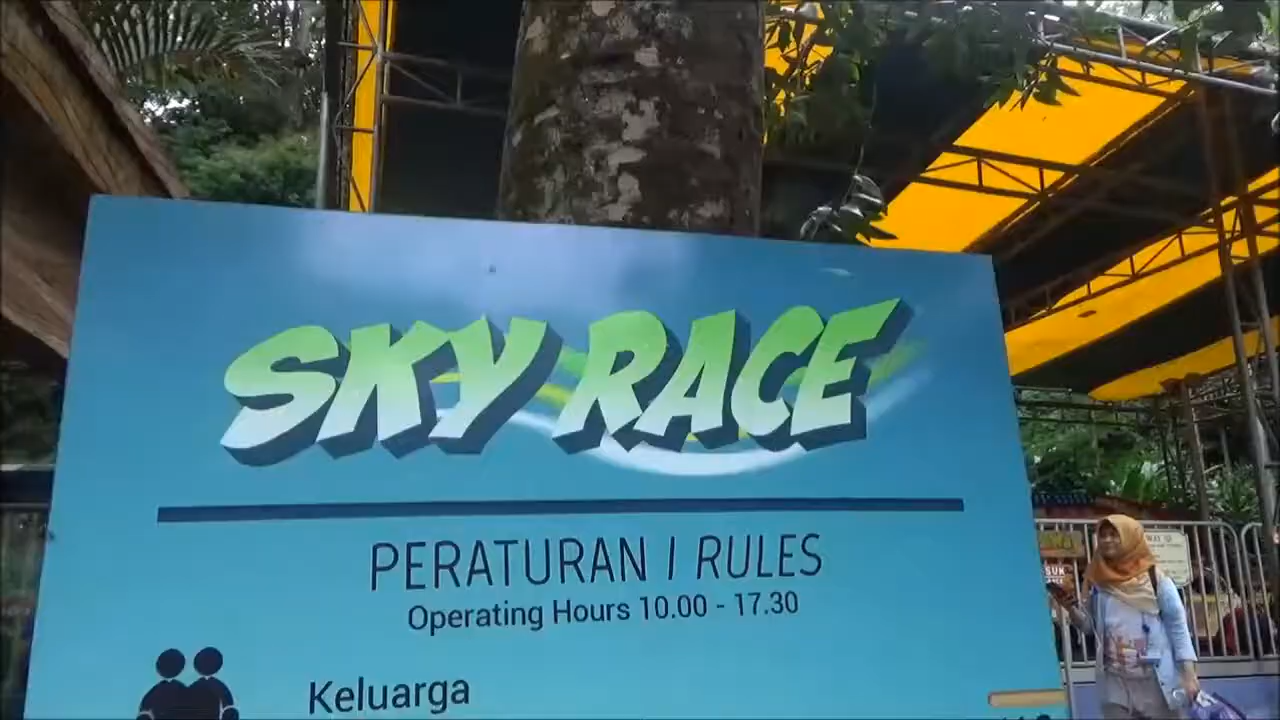 SKY RACE
PERATURAN | RULES
Operating Hours 10.00 - 17.30
Keluarga